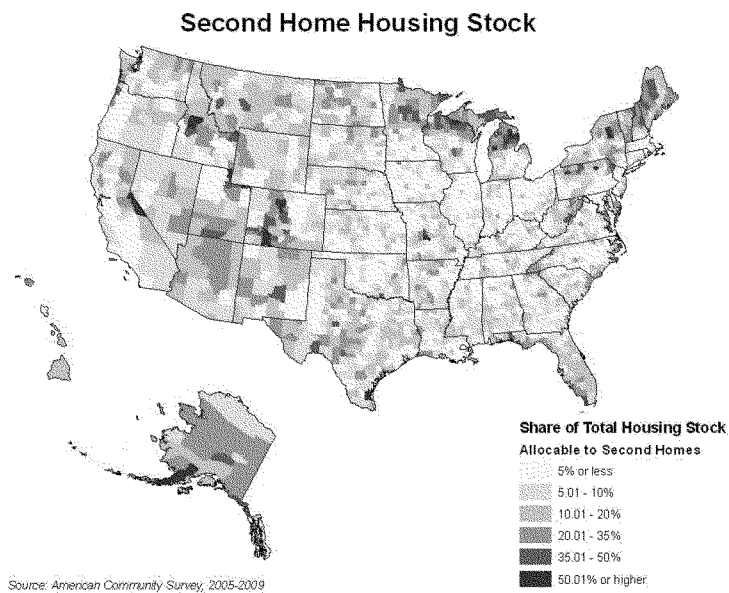 Second Home Housing Stock
Share of Total Housing Stock
Allocable to Second Homes
5% or less
5.01 - 10%
10.01 - 20%
20.01 - 35%
35.01 - 50%
50.01% or higher
Source: American Community Survey, 2005-2009